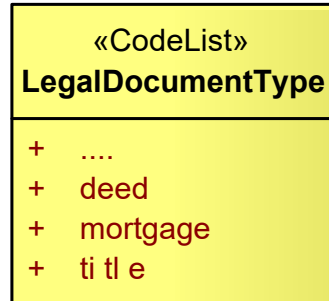 «CodeList»
LegalDocumentType
+ ....
+ deed
+ mortgage
+ ti tl e